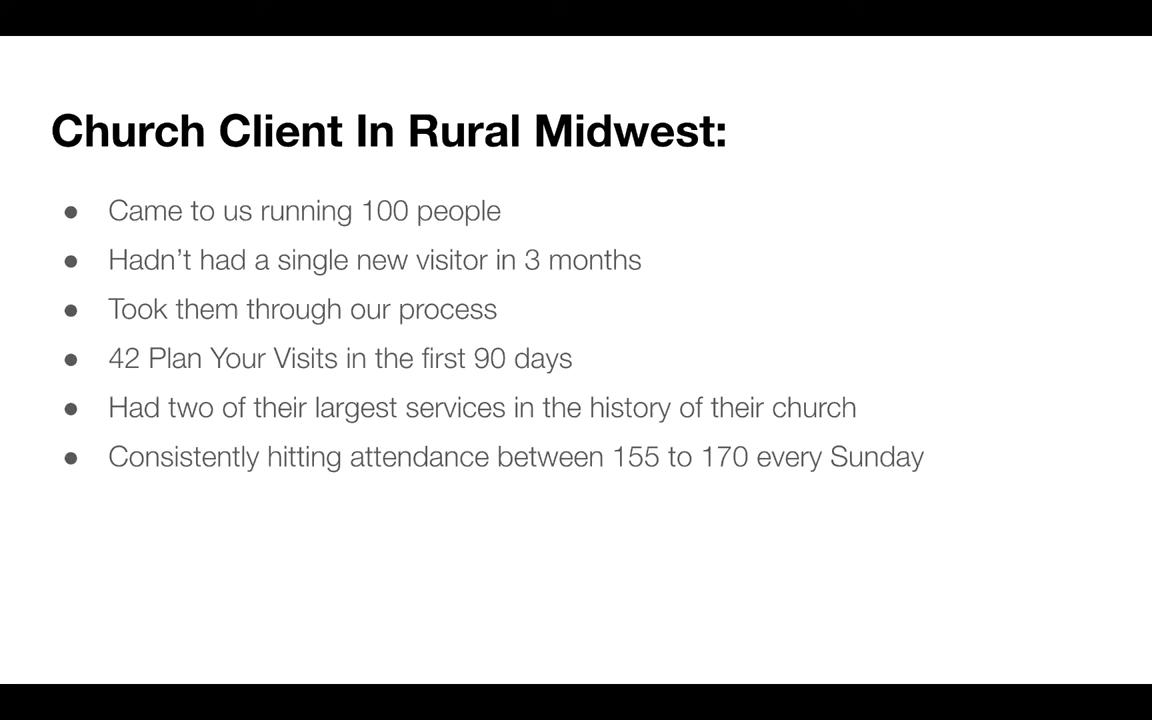 Church Client In Rural Midwest:
● Came to us running 100 people
● Hadn’t had a single new visitor in 3 months
● Took them through our process
● 42 Plan Your Visits in the first 90 days
● Had two of their largest services in the history of their church
● Consistently hitting attendance between 155 to 170 every Sunday